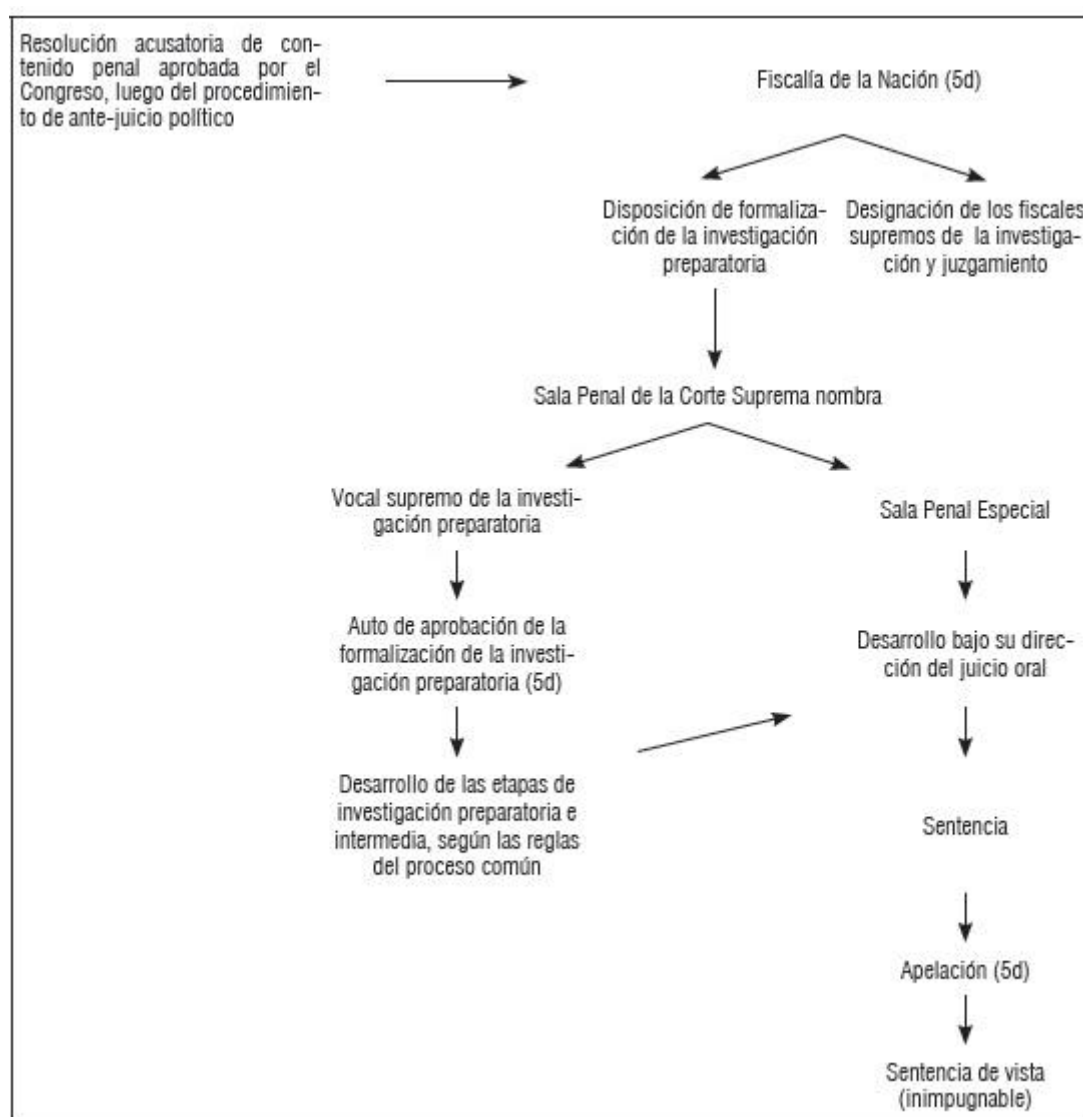 Resolución acusatoria de con-
tenido penal aprobada por el
Congreso, luego del procedimien-
to de ante-juicio político
Fiscalía de la Nación (5d)
Disposición de formaliza-
ción de la investigación
preparatoria
Designación de los fiscales
supremos de la investiga-
ción y juzgamiento
Sala Penal de la Corte Suprema nombra
Vocal supremo de la investi-
gación preparatoria
Sala Penal Especial
Auto de aprobación de la
formalización de la investi-
gación preparatoria (5d)
Desarrollo bajo su direc-
ción del juicio oral
Desarrollo de las etapas de
investigación preparatoria e
intermedia, según las reglas
del proceso común
Sentencia
Apelación (5d)
Sentencia de vista
(inimpugnable)